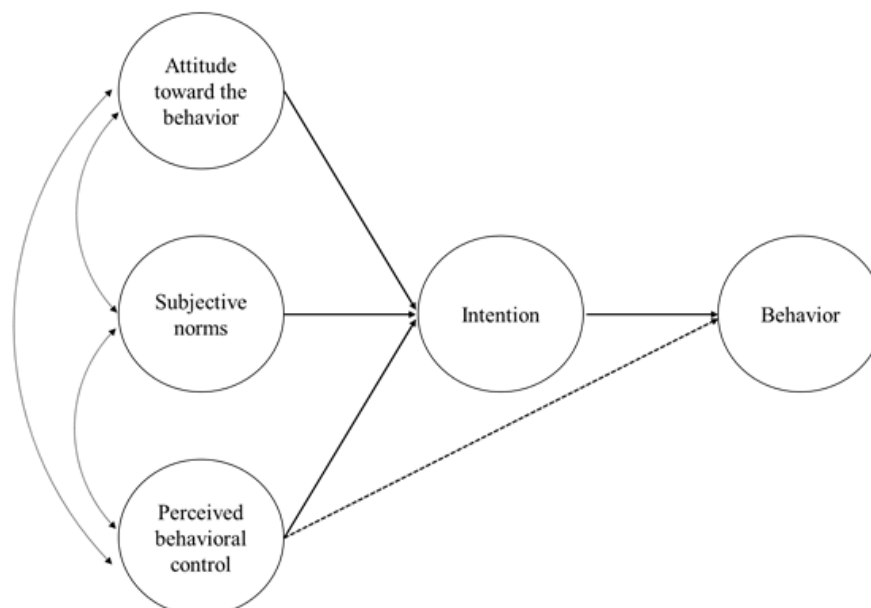 Attitude
toward the
behavior
Subjective
norms
Intention
Behavior
Perceived
behavioral
control